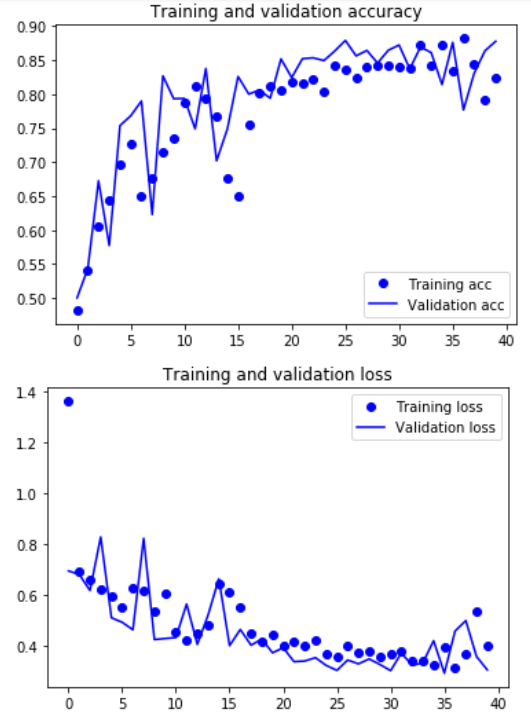 Training and validation accuracy
0.90
0.85
0.80
0.75
0.70
0.65
0.60
0.55
0.50
Training acc
Validation acc
0 5 10 15 20 25 30 35 40
Training and validation loss
1.4
1.2
1.0
0.8
0.6
0.4
Training loss
Validation loss
0 5 10 15 20 25 30 35 40